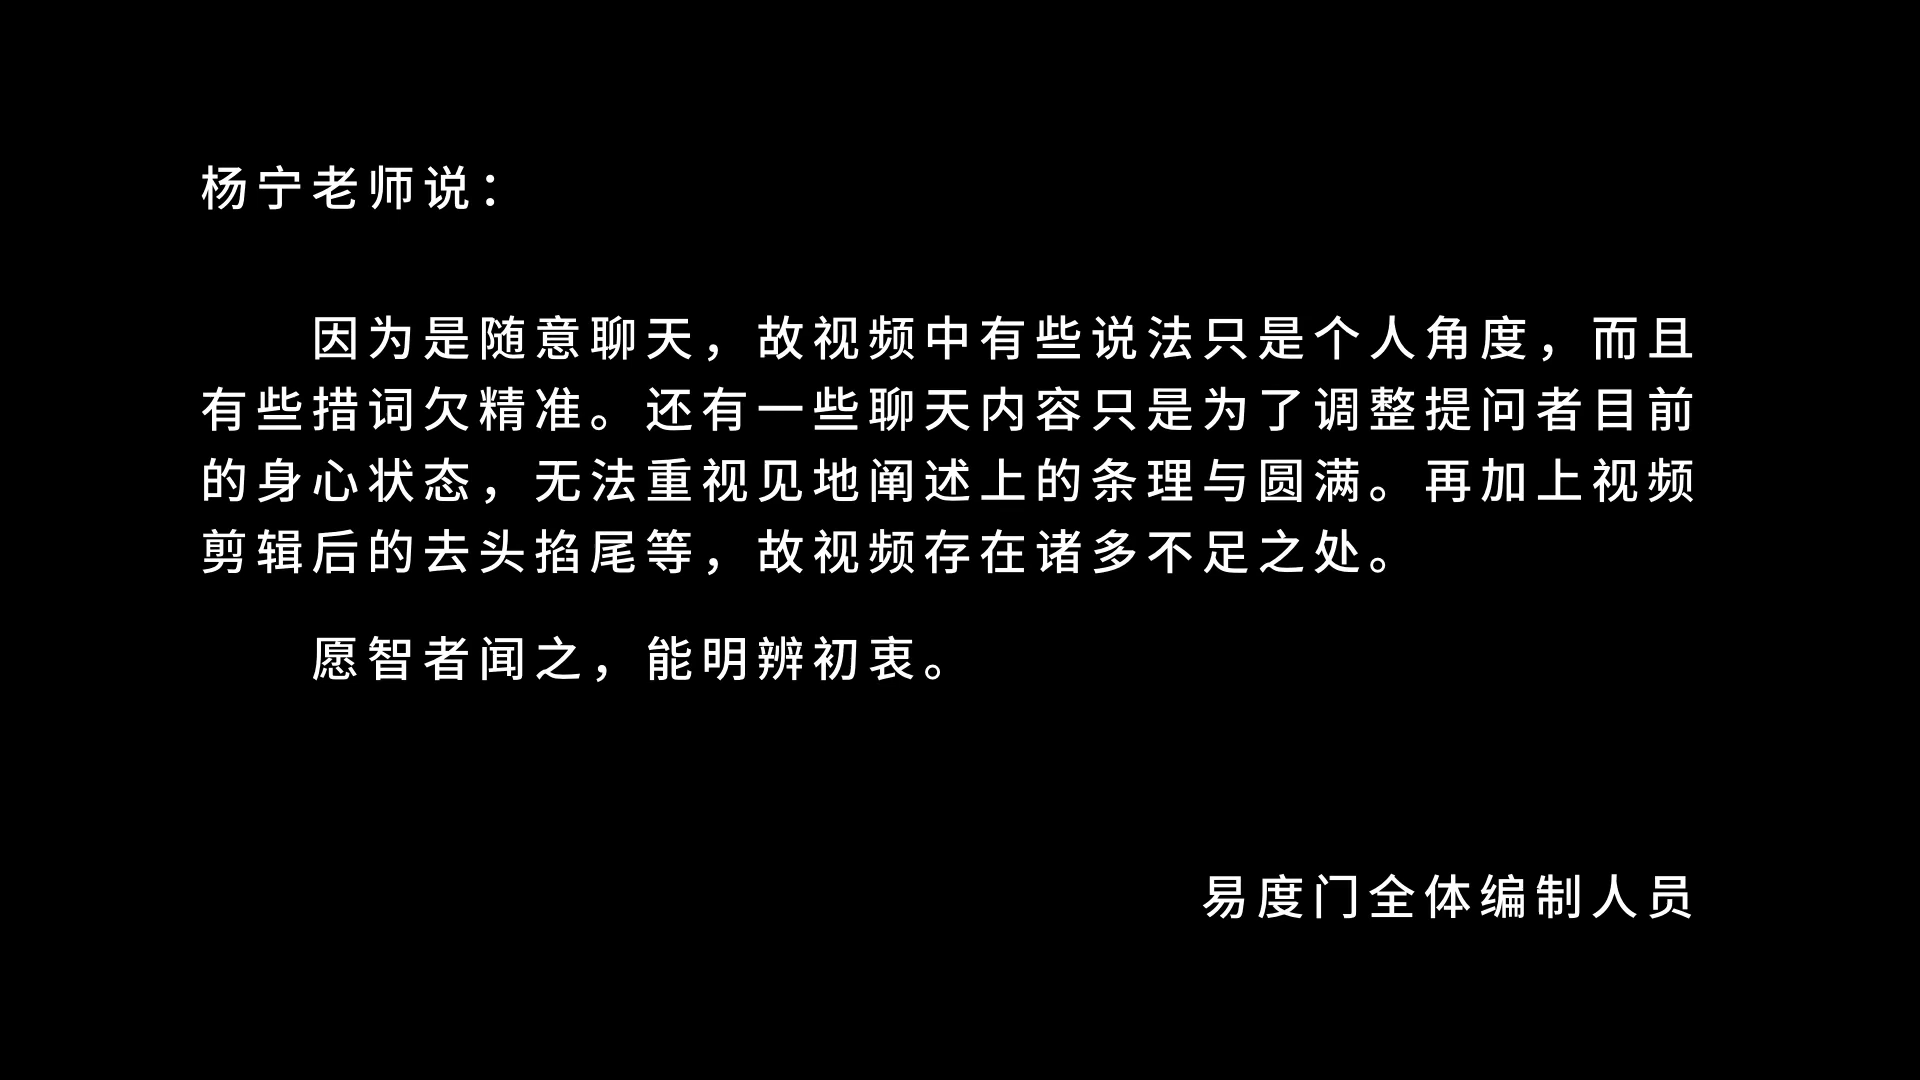 杨宁老师说：
因为是随意聊天，故视频中有些说法只是个人角度，而且
有些措词欠精准。还有一些聊天内容只是为了调整提问者目前
的身心状态，无法重视见地阐述上的条理与圆满。再加上视频
剪辑后的去头掐尾等，故视频存在诸多不足之处。
愿智者闻之，能明辨初衷。
易度门全体编制人员